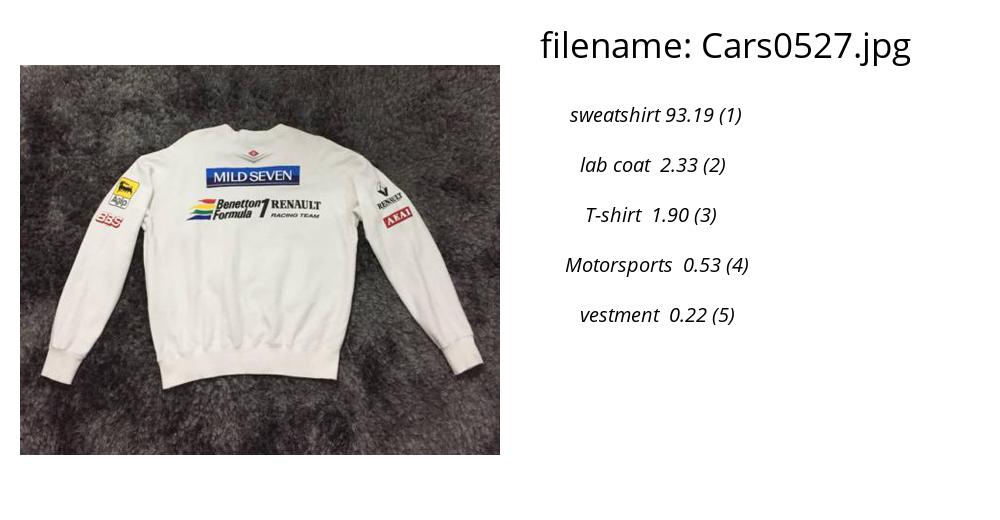 filename: Cars0527.jpg
sweatshirt 93.19 (1)
lab coat 2.33 (2)
T-shirt 1.90 (3)
Motorsports 0.53 (4)
vestment 0.22 (5)
MILD SEVEN
Benetton Formula 1 RENAULT RACING TEAM
Agip
BBS
RENAULT
AKAI